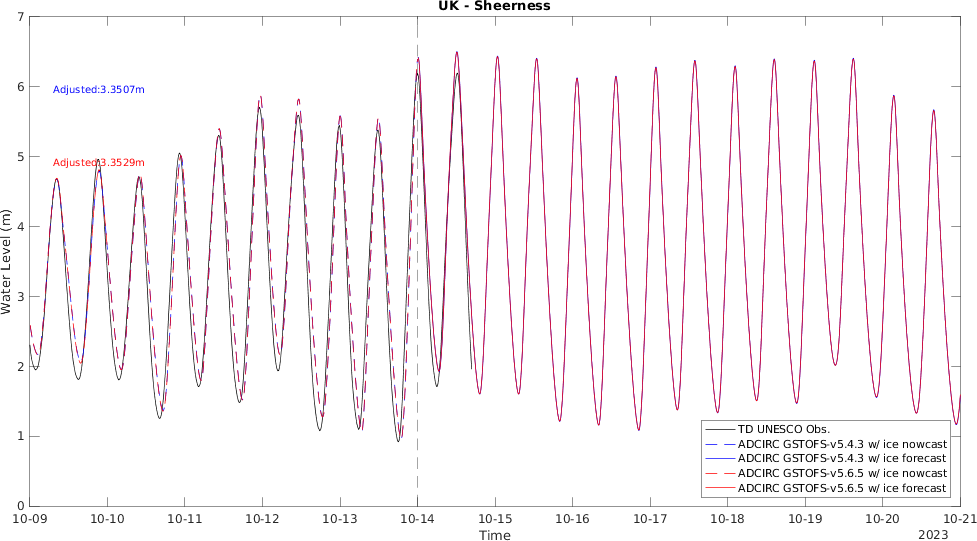 UK - Sheerness
7
6
5
4
3
2
1
0
Water Level (m)
Adjusted:3.3507m
Adjusted:3.3529m
TD UNESCO Obs.
ADCIRC GSTOFS-v5.4.3 w/ ice nowcast
ADCIRC GSTOFS-v5.4.3 w/ ice forecast
ADCIRC GSTOFS-v5.6.5 w/ ice nowcast
ADCIRC GSTOFS-v5.6.5 w/ ice forecast
10-09 10-10 10-11 10-12 10-13 10-14 10-15 10-16 10-17 10-18 10-19 10-20 10-21
Time
2023